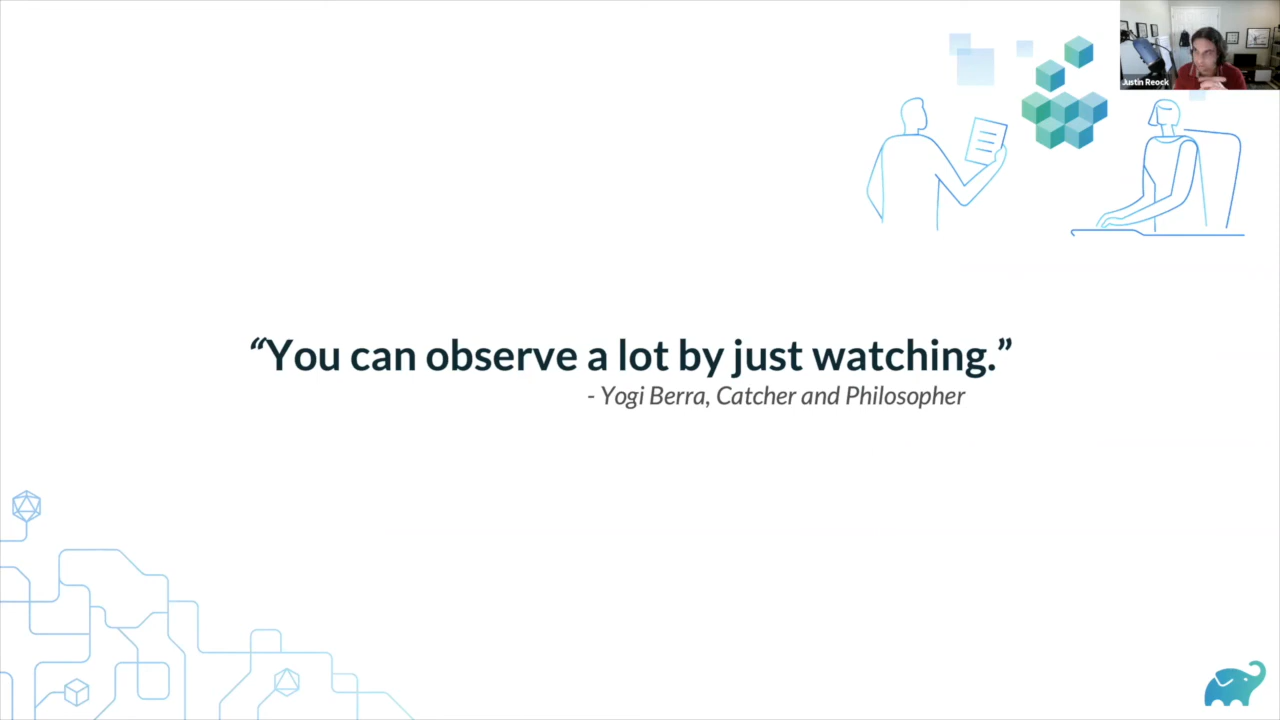 Justin Reock
“You can observe a lot by just watching.”
- Yogi Berra, Catcher and Philosopher